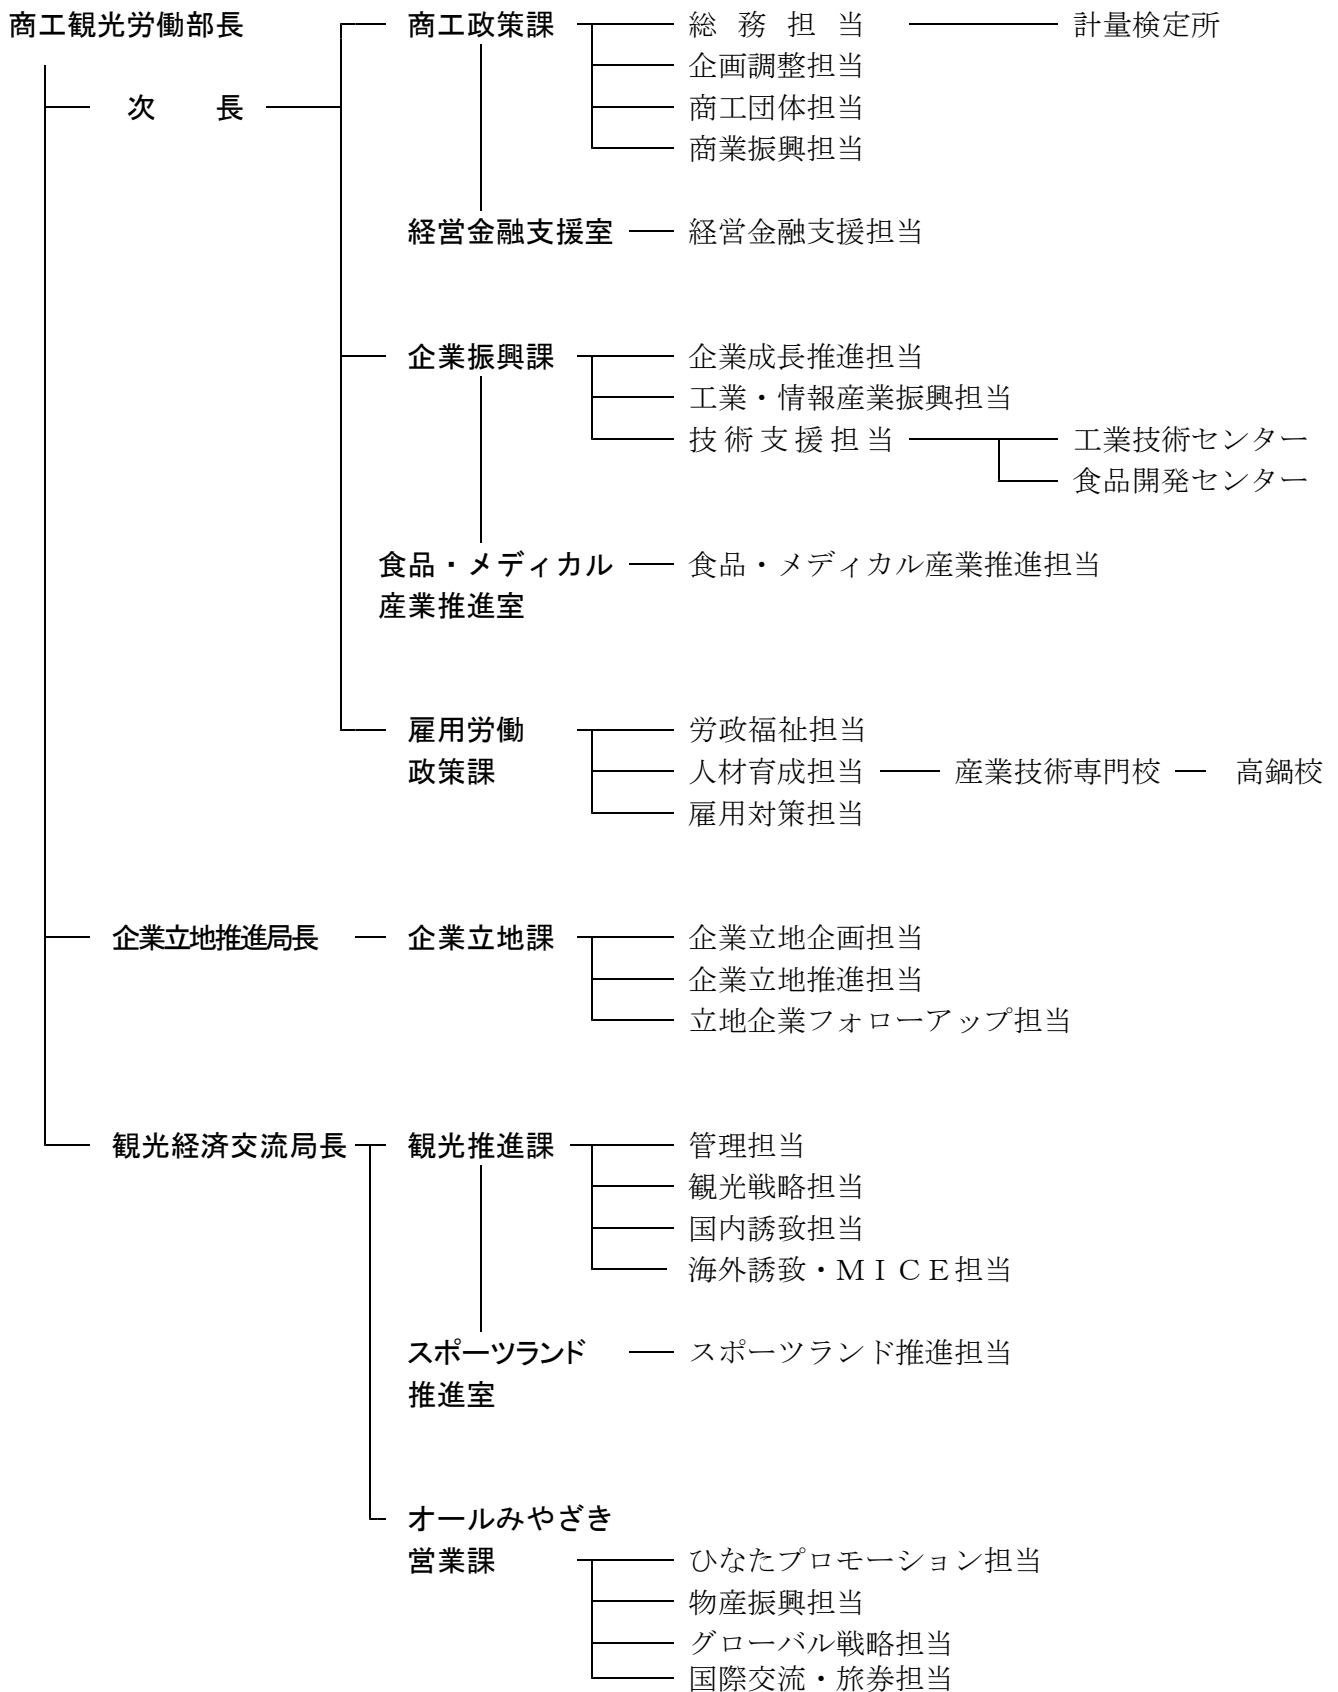 商工観光労働部長 商工政策課 総務担当 計量検定所
企画調整担当
次長 商工団体担当
商業振興担当
経営金融支援室 経営金融支援担当
企業振興課 企業成長推進担当
工業・情報産業振興担当
技術支援担当 工業技術センター
食品開発センター
食品・メディカル 食品・メディカル産業推進担当
産業推進室
雇用労働 労政福祉担当
政策課 人材育成担当 産業技術専門校 高鍋校
雇用対策担当
企業立地推進局長 企業立地課 企業立地企画担当
企業立地推進担当
立地企業フォローアップ担当
観光経済交流局長 観光推進課 管理担当
観光戦略担当
国内誘致担当
海外誘致・ＭＩＣＥ担当
スポーツランド スポーツランド推進担当
推進室
オールみやざき
営業課 ひなたプロモーション担当
物産振興担当
グローバル戦略担当
国際交流・旅券担当